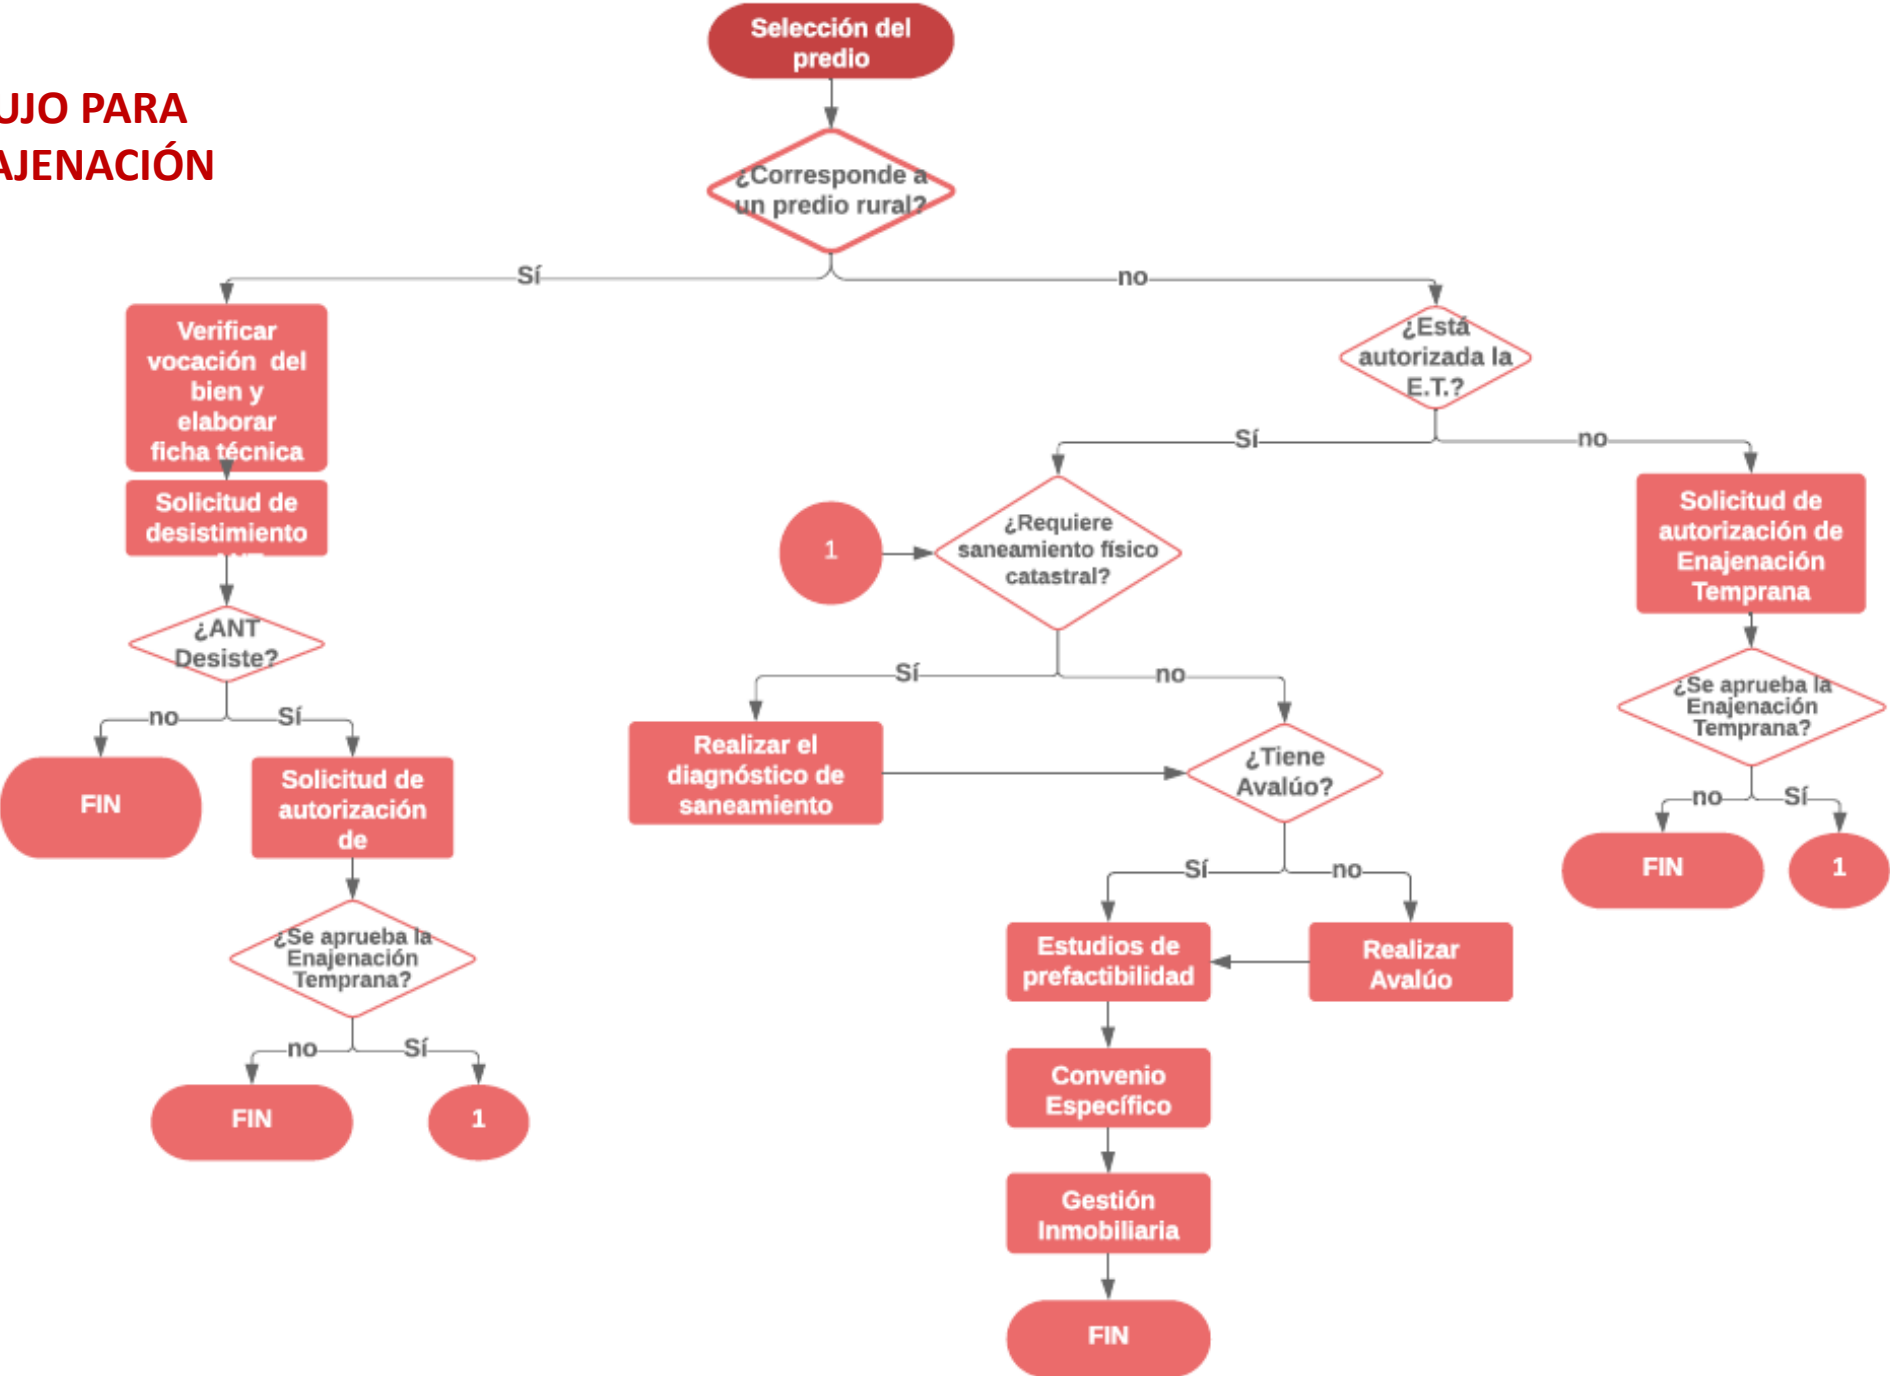 UJO PARA
AJENACIÓN
Selección del
predio
¿Corresponde a
un predio rural?
Sí
no
Verificar
vocación del
bien y
elaborar
ficha técnica
¿Está
autorizada la
E.T.?
Sí
no
Solicitud de
desistimiento
1
¿Requiere
saneamiento físico
catastral?
Solicitud de
autorización de
Enajenación
Temprana
¿ANT
Desiste?
Sí
no
¿Se aprueba la
Enajenación
Temprana?
no
Sí
Realizar el
diagnóstico de
saneamiento
¿Tiene
Avalúo?
no
Sí
FIN
Solicitud de
autorización
de
FIN
1
Sí
no
¿Se aprueba la
Enajenación
Temprana?
Estudios de
prefactibilidad
Realizar
Avalúo
no
Sí
FIN
1
Convenio
Específico
Gestión
Inmobiliaria
FIN